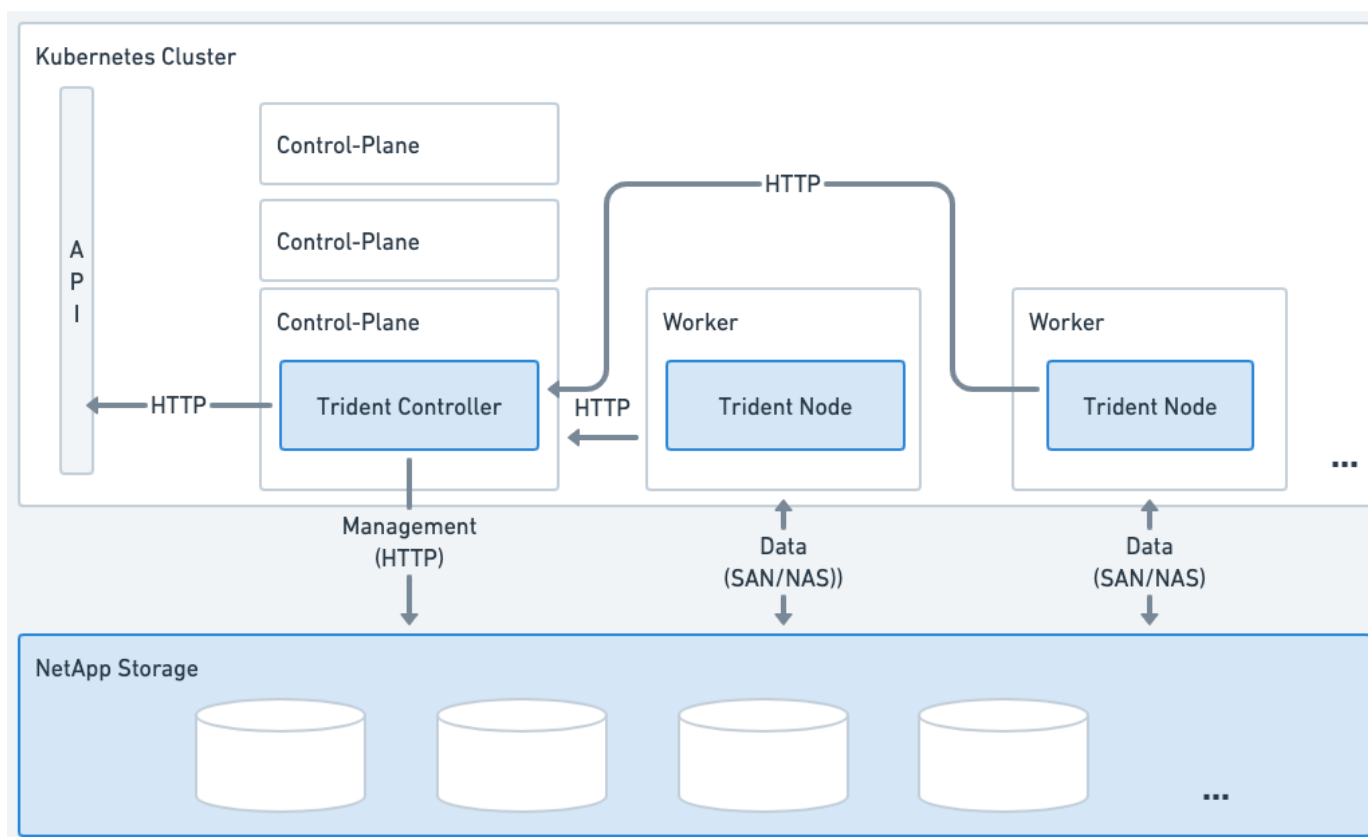 Kubernetes Cluster
A
P
I
Control-Plane
Control-Plane
Control-Plane
Trident Controller
HTTP
HTTP
HTTP
Worker
Trident Node
Worker
Trident Node
...
Management
(HTTP)
Data
(SAN/NAS))
Data
(SAN/NAS)
NetApp Storage
...